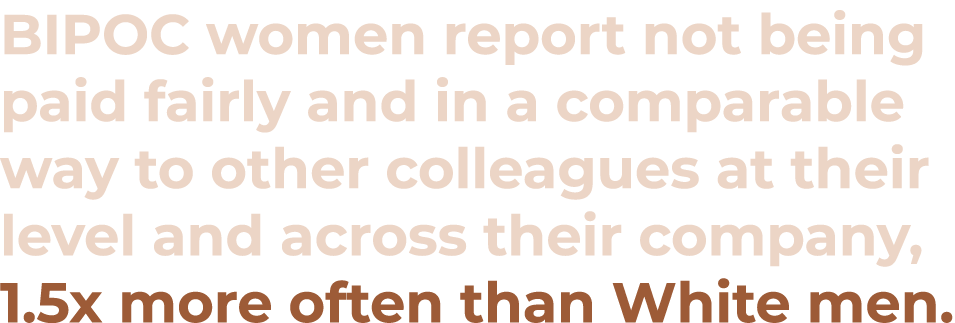 BIPOC women report not being
paid fairly and in a comparable
way to other colleagues at their
level and across their company,
1.5x more often than White men.